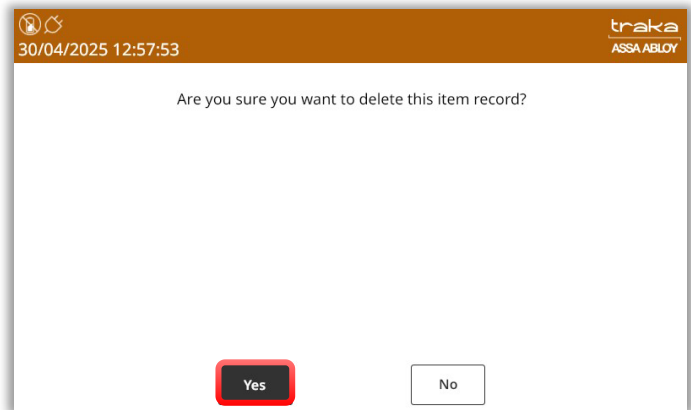 traka
30/04/2025 12:57:53
ASSA ABLOY
Are you sure you want to delete this item record?
Yes
No